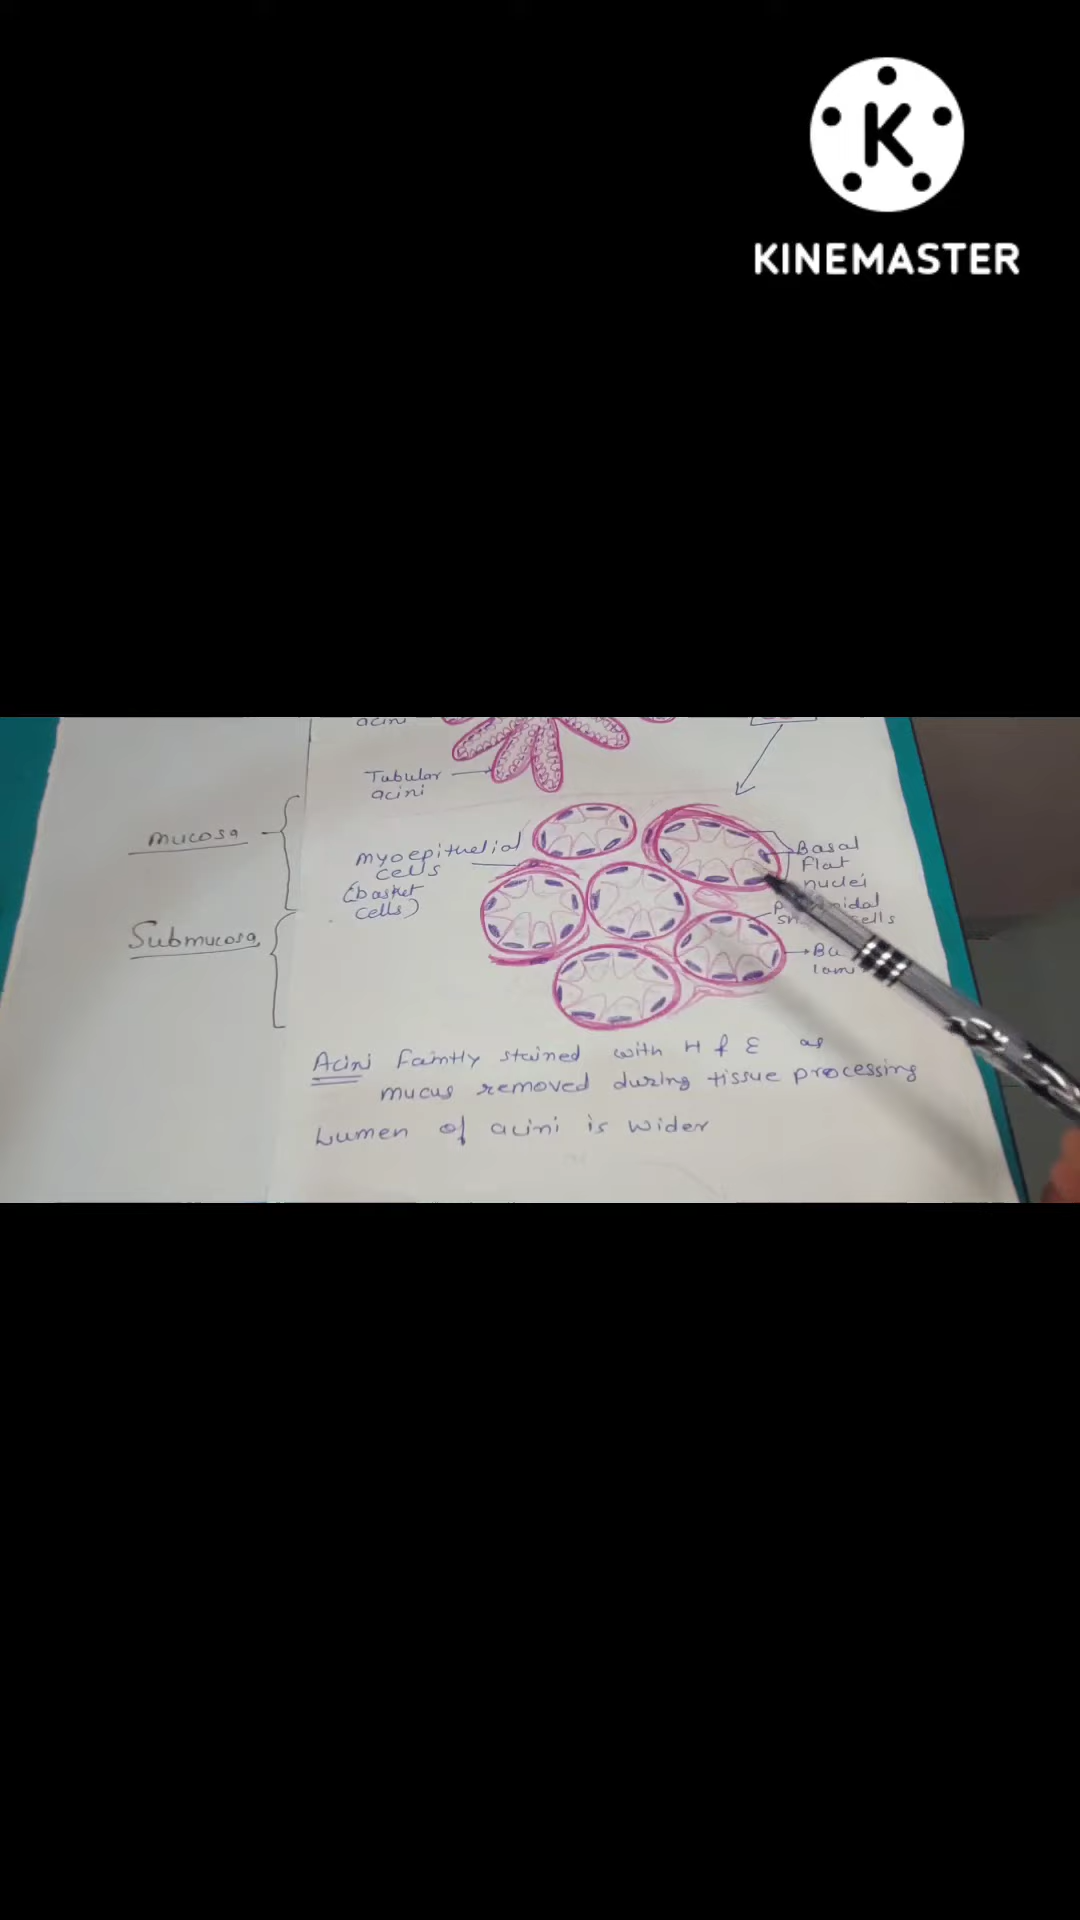 KINEMASTER
acini
Tubular
acini
mucosa
myoepithelial
cells
(basket
cells)
Submucosa
Basal
flat
nuclei
cells
Acini Faintly stained with H & E as
mucus removed during tissue processing
Lumen of acini is wider